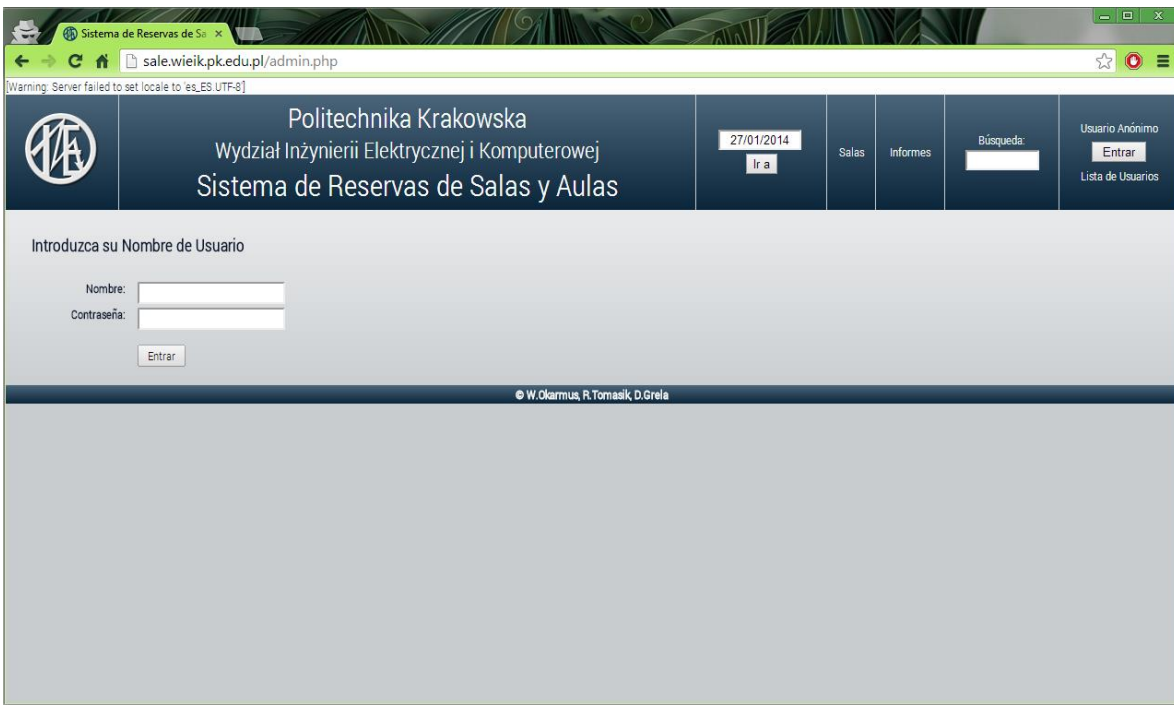 Sistema de Reservas de Sa
sale.wieik.pk.edu.pl/admin.php
[Warning: Server failed to set locale to 'es_ES.UTF-8']
Politechnika Krakowska
Wydział Inżynierii Elektrycznej i Komputerowej
Sistema de Reservas de Salas y Aulas
27/01/2014
Ir a
Salas
Informes
Búsqueda:
Usuario Anónimo
Entrar
Lista de Usuarios
Introduzca su Nombre de Usuario
Nombre:
Contraseña:
Entrar
© W.Okarmus, R.Tomasik, D.Grela